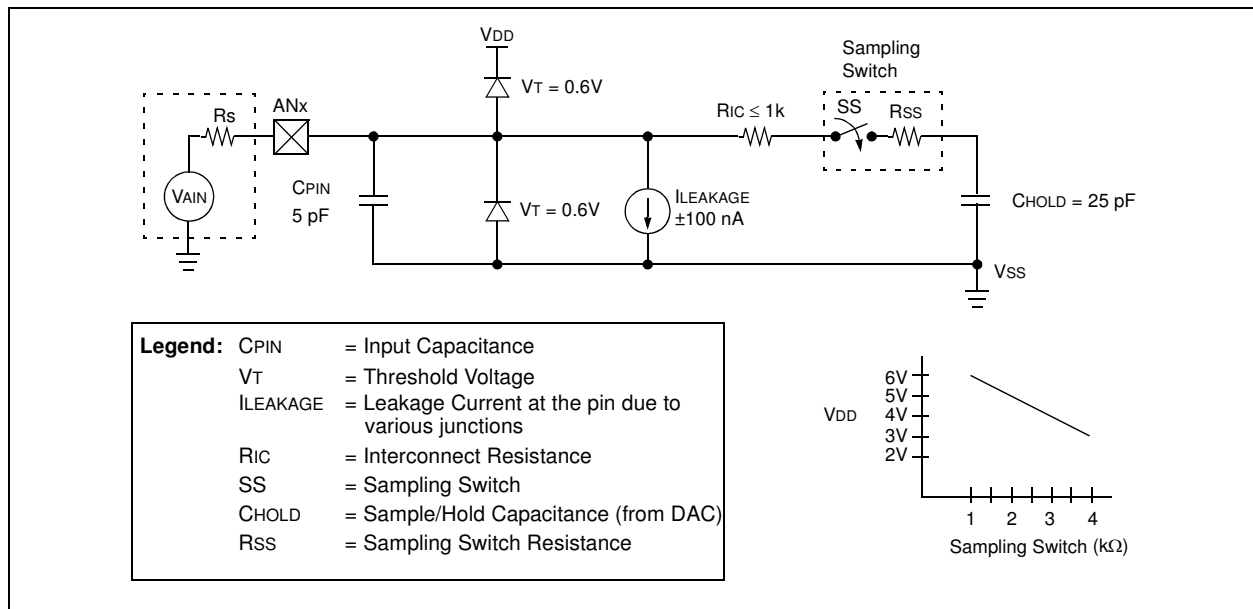 VDD
Sampling
Switch
VT = 0.6V
ANx
Rs
RIC ≤ 1k
SS
RSS
VAIN
CPIN
5 pF
VT = 0.6V
ILEAKAGE
±100 nA
CHOLD = 25 pF
VSS
Legend: CPIN = Input Capacitance
VT = Threshold Voltage
ILEAKAGE = Leakage Current at the pin due to
various junctions
RIC = Interconnect Resistance
SS = Sampling Switch
CHOLD = Sample/Hold Capacitance (from DAC)
RSS = Sampling Switch Resistance
VDD
6V
5V
4V
3V
2V
1 2 3 4
Sampling Switch (kΩ)